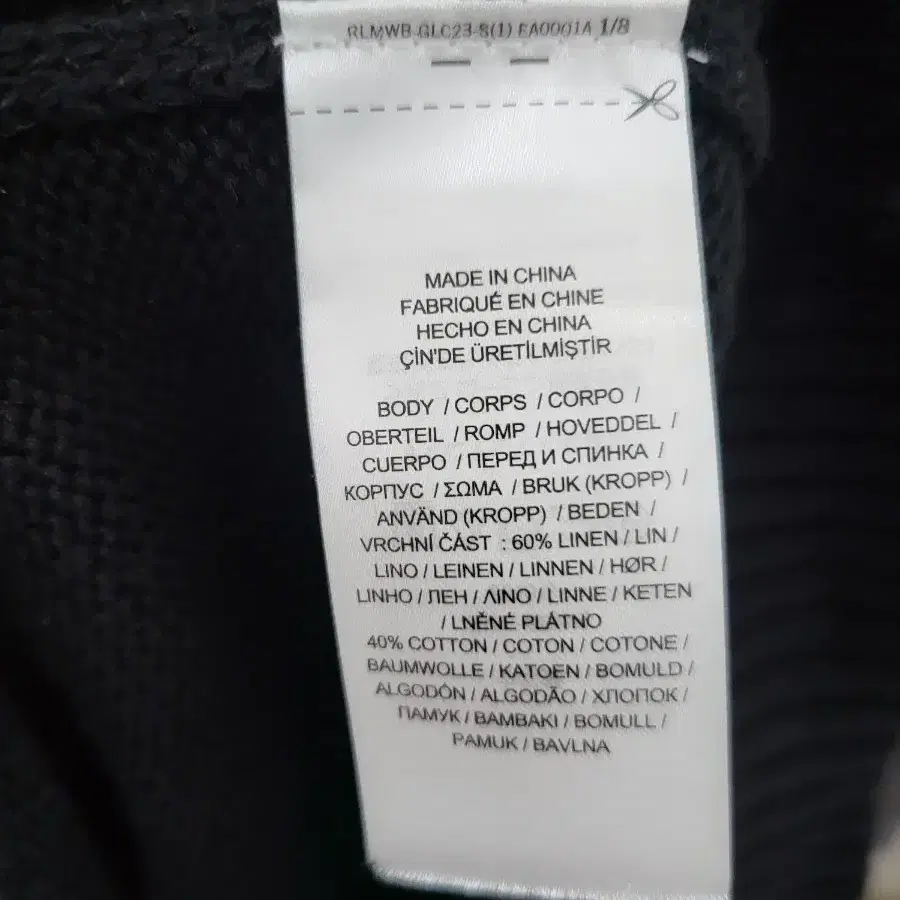 RLMWB-GLC23-S(1) EA0001A 1/8
MADE IN CHINA
FABRIQUÉ EN CHINE
HECHO EN CHINA
ÇİN'DE ÜRETİLMİŞTİR
BODY / CORPS / CORPO /
OBERTEIL / ROMP / HOVEDDEL /
CUERPO / ПЕРЕД И СПИНКА /
КОРПУС / ΣΩΜΑ / BRUK (KROPP) /
ANVÄND (KROPP) / BEDEN /
VRCHNÍ ČÁST : 60% LINEN / LIN /
LINO / LEINEN / LINNEN / HØR /
LINHO / ЛЕН / ΛΙΝΟ / LINNE / KETEN
/ LNĚNÉ PLÁTNO
40% COTTON / COTON / COTONE /
BAUMWOLLE / KATOEN / BOMULD /
ALGODÓN / ALGODÃO / ХЛОПОК /
ПАМУК / ΒΑΜΒΑΚΙ / BOMULL /
PAMUK / BAVLNA